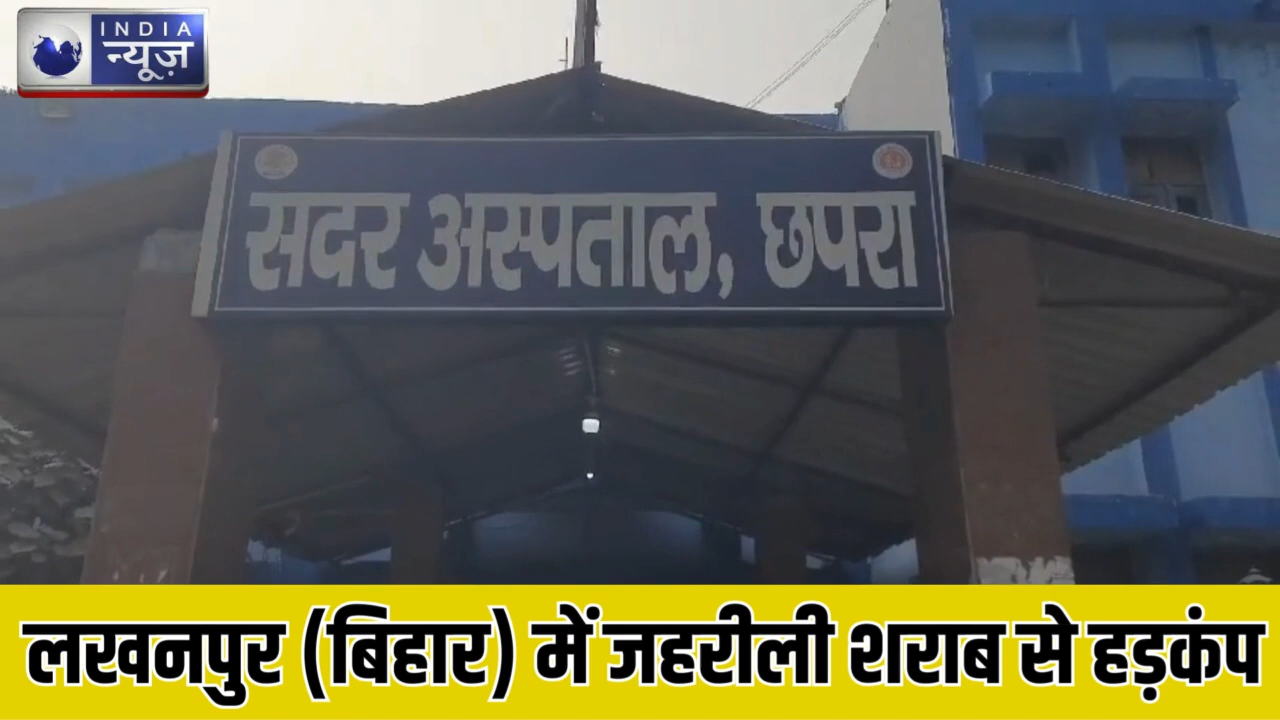 INDIA
न्यूज़
सदर अस्पताल, छपरा
लखनपुर (बिहार) में जहरीली शराब से हड़कंप